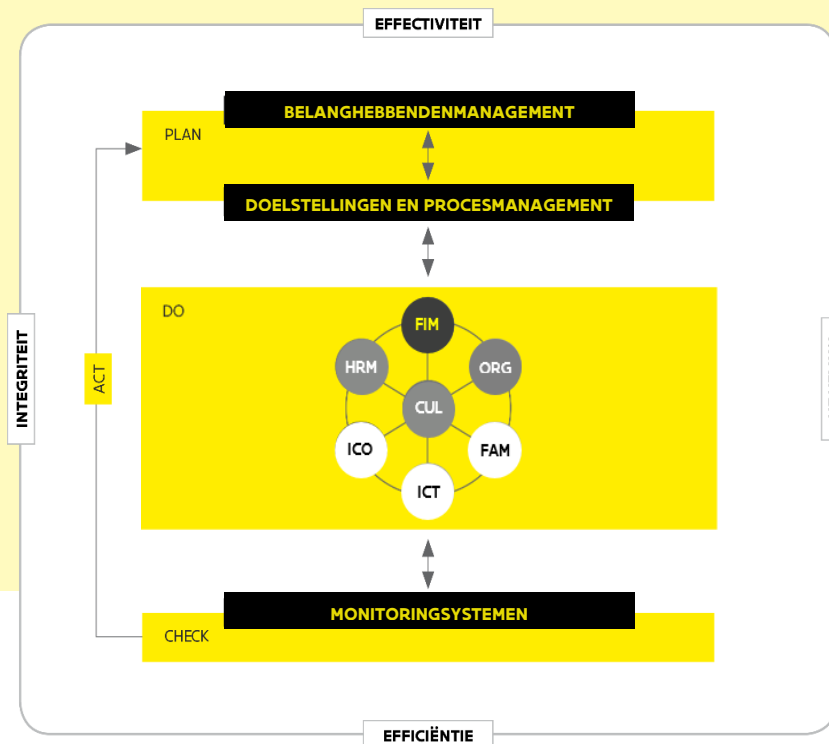 EFFECTIVITEIT
BELANGHEBBENDENMANAGEMENT
PLAN
DOELSTELLINGEN EN PROCESMANAGEMENT
DO
FIM
HRM
ORG
INTEGRITEIT
ACT
CUL
ICO
FAM
ICT
MONITORINGSYSTEMEN
CHECK
EFFICIËNTIE